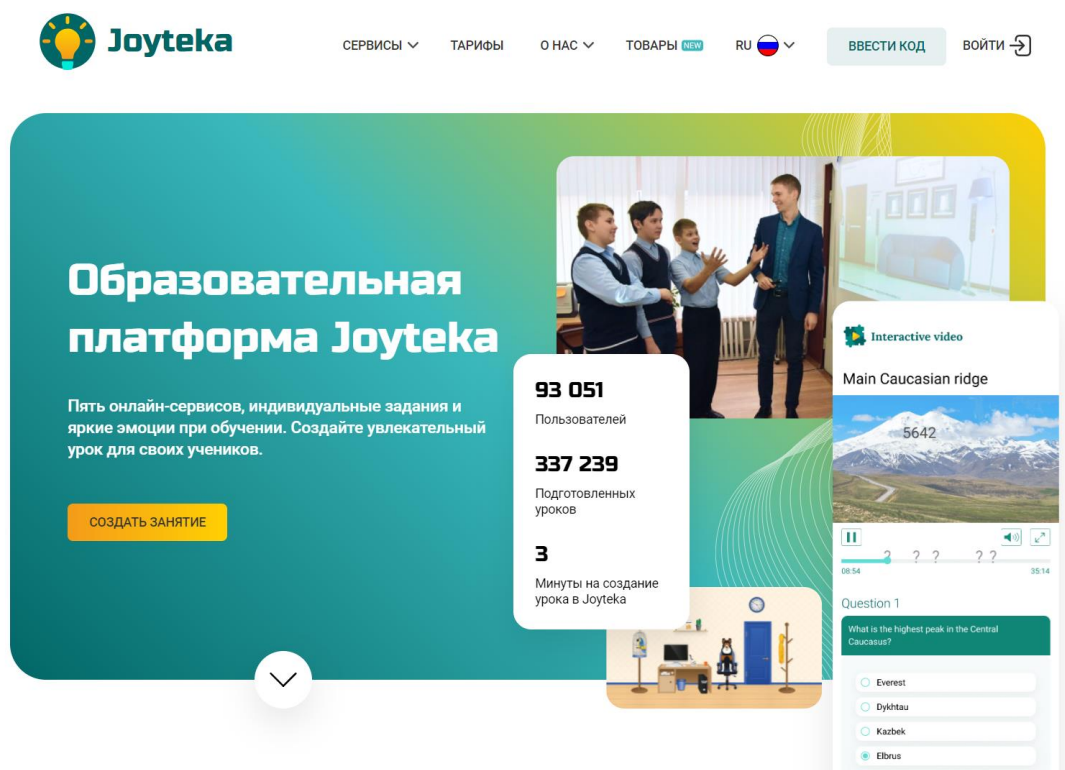 Joyteka
СЕРВИСЫ
ТАРИФЫ
О НАС
ТОВАРЫ NEW
RU
ВВЕСТИ КОД
ВОЙТИ
Образовательная
платформа Joyteka
Пять онлайн-сервисов, индивидуальные задания и
яркие эмоции при обучении. Создайте увлекательный
урок для своих учеников.
СОЗДАТЬ ЗАНЯТИЕ
93 051
Пользователей
337 239
Подготовленных
уроков
3
Минуты на создание
урока в Joyteka
Interactive video
Main Caucasian ridge
5642
? ? ? ? ?
08:54
35:14
Question 1
What is the highest peak in the Central
Caucasus?
Everest
Dykhtau
Kazbek
Elbrus